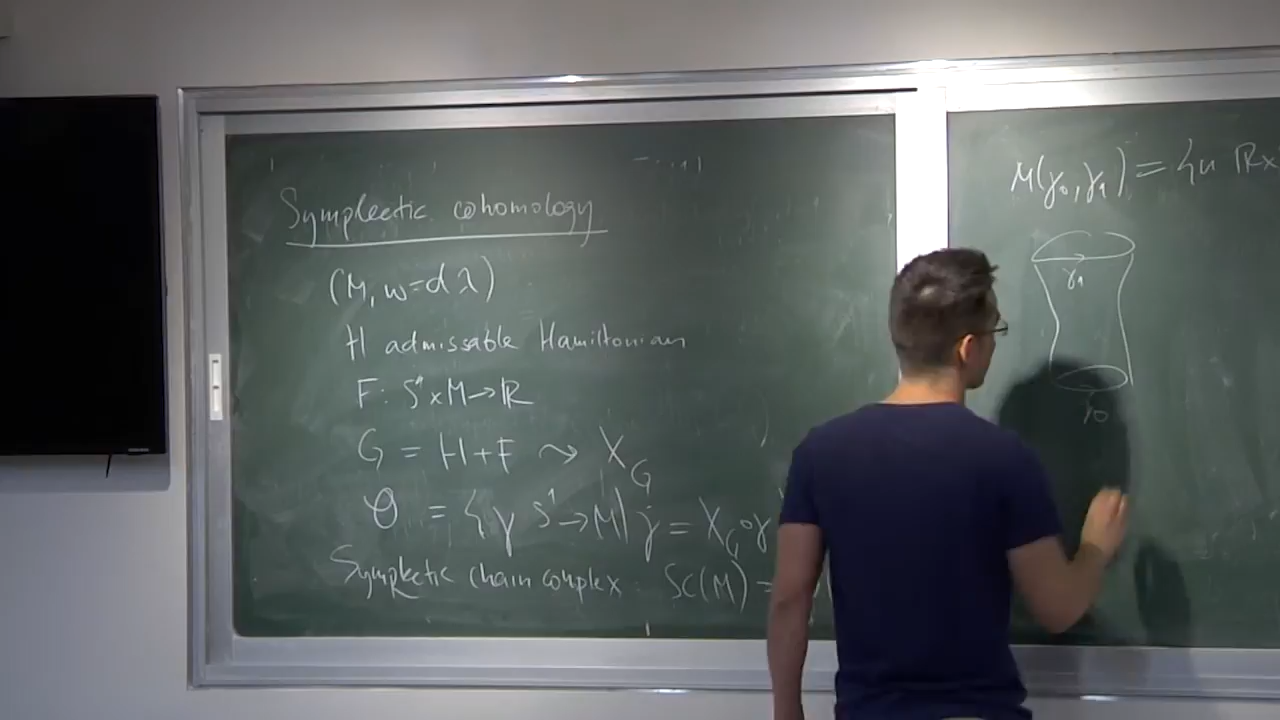 Symplectic cohomology
(M, ω=dλ)
H admissable Hamiltonian
F: S¹×M→ℝ
G = H+F ⤳ X_G
𝒪 = {γ S¹→M | γ̇ = X_G∘γ
Symplectic chain complex: SC(M) =
M(γ₀,γ₁) = {u ℝ×
γ₁
γ₀